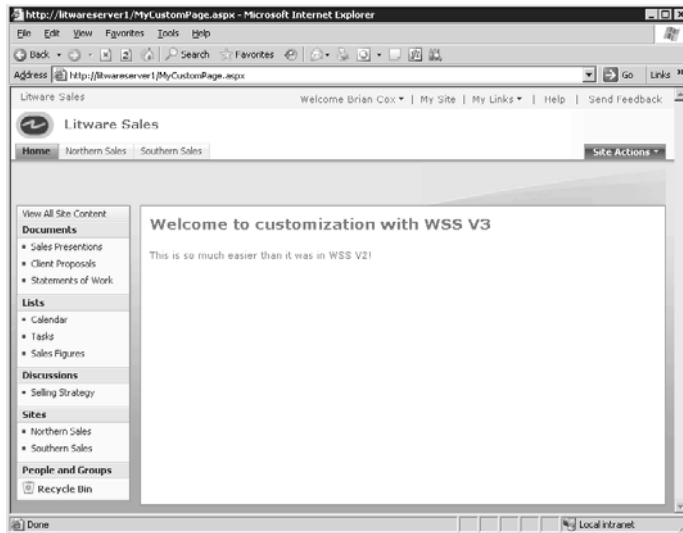 http://litwareserver1/MyCustomPage.aspx - Microsoft Internet Explorer
File Edit View Favorites Tools Help
Back Search Favorites
Address http://litwareserver1/MyCustomPage.aspx Go Links »
Litware Sales Welcome Brian Cox | My Site | My Links | Help | Send Feedback
Litware Sales
Home Northern Sales Southern Sales Site Actions
View All Site Content
Documents
Sales Presentions
Client Proposals
Statements of Work
Lists
Calendar
Tasks
Sales Figures
Discussions
Selling Strategy
Sites
Northern Sales
Southern Sales
People and Groups
Recycle Bin
Welcome to customization with WSS V3
This is so much easier than it was in WSS V2!
Done Local intranet